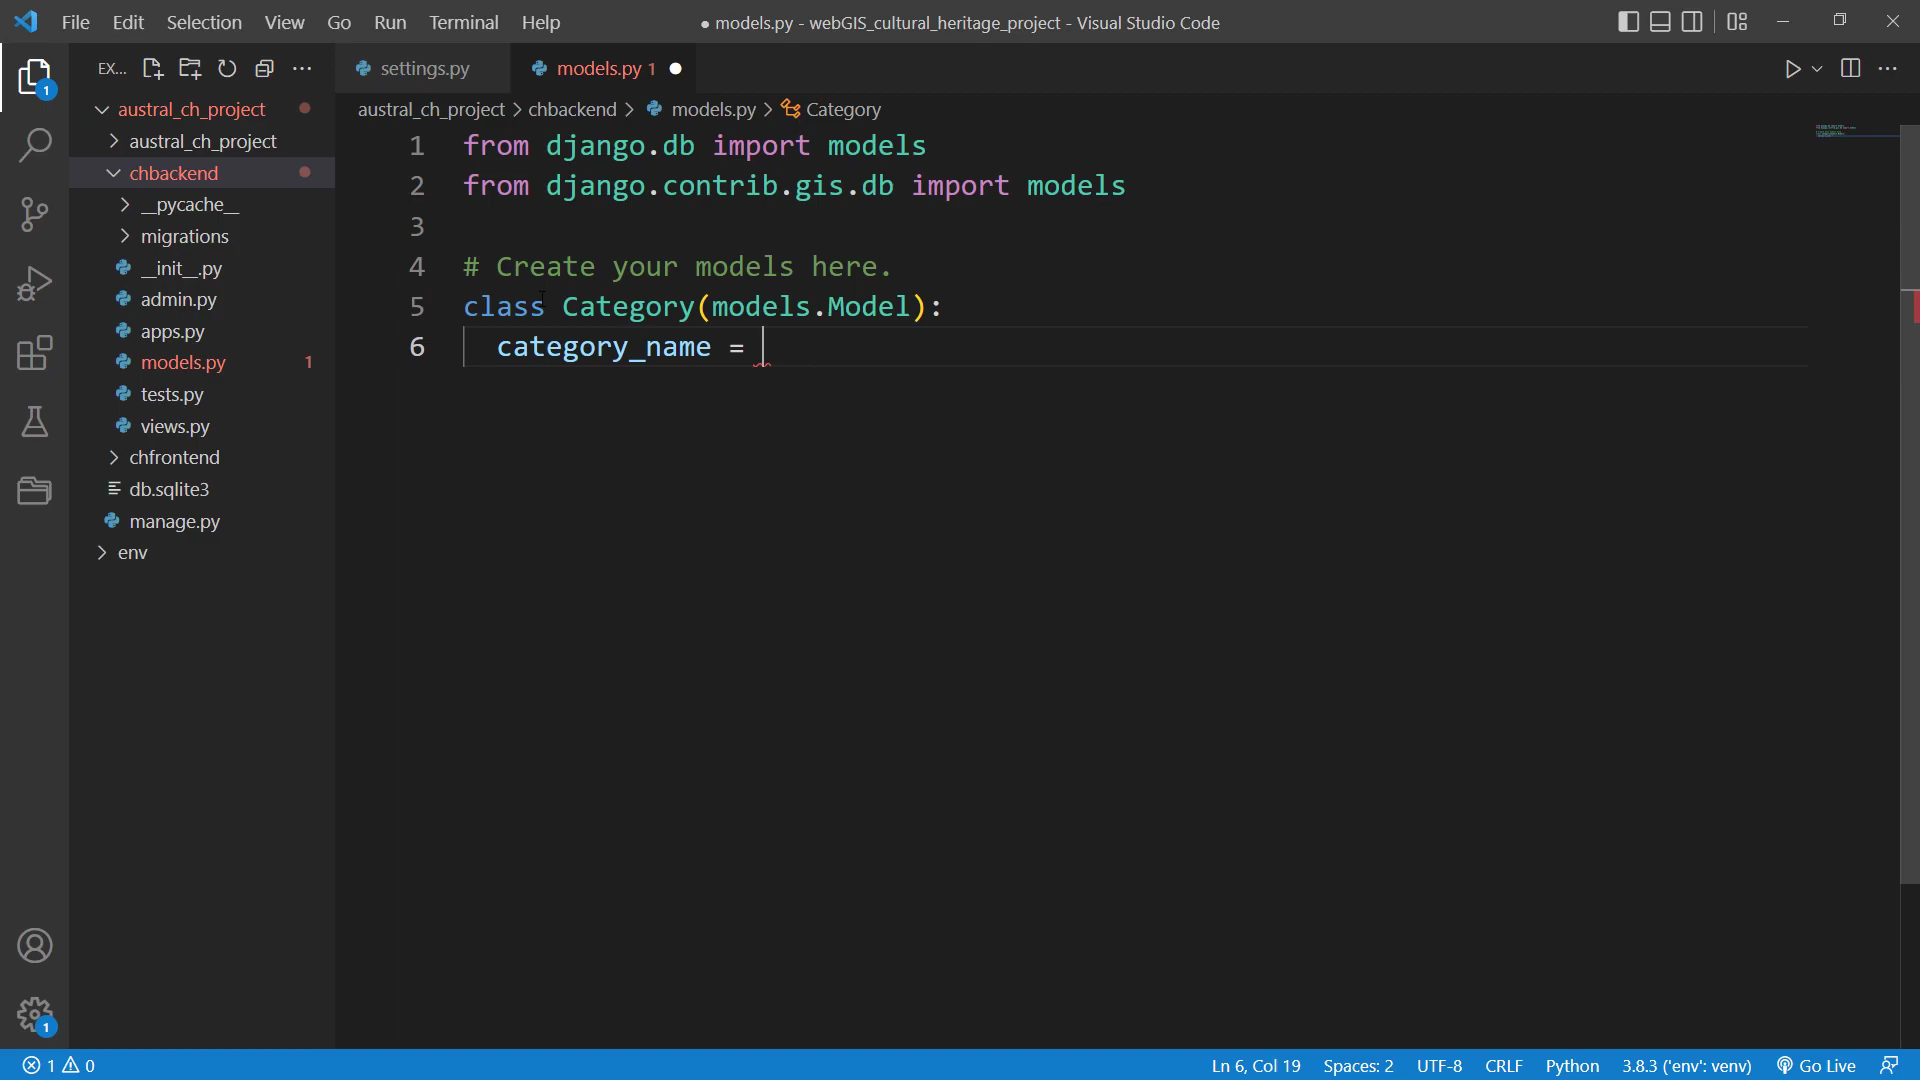 File Edit Selection View Go Run Terminal Help
● models.py - webGIS_cultural_heritage_project - Visual Studio Code
EX...
settings.py
models.py 1
austral_ch_project > chbackend > models.py > Category
1
austral_ch_project
austral_ch_project
chbackend
__pycache__
migrations
__init__.py
admin.py
apps.py
models.py 1
tests.py
views.py
chfrontend
db.sqlite3
manage.py
env
1 from django.db import models
2 from django.contrib.gis.db import models
3
4 # Create your models here.
5 class Category(models.Model):
6 category_name =
1
1 0
Ln 6, Col 19 Spaces: 2 UTF-8 CRLF Python 3.8.3 ('env': venv) Go Live